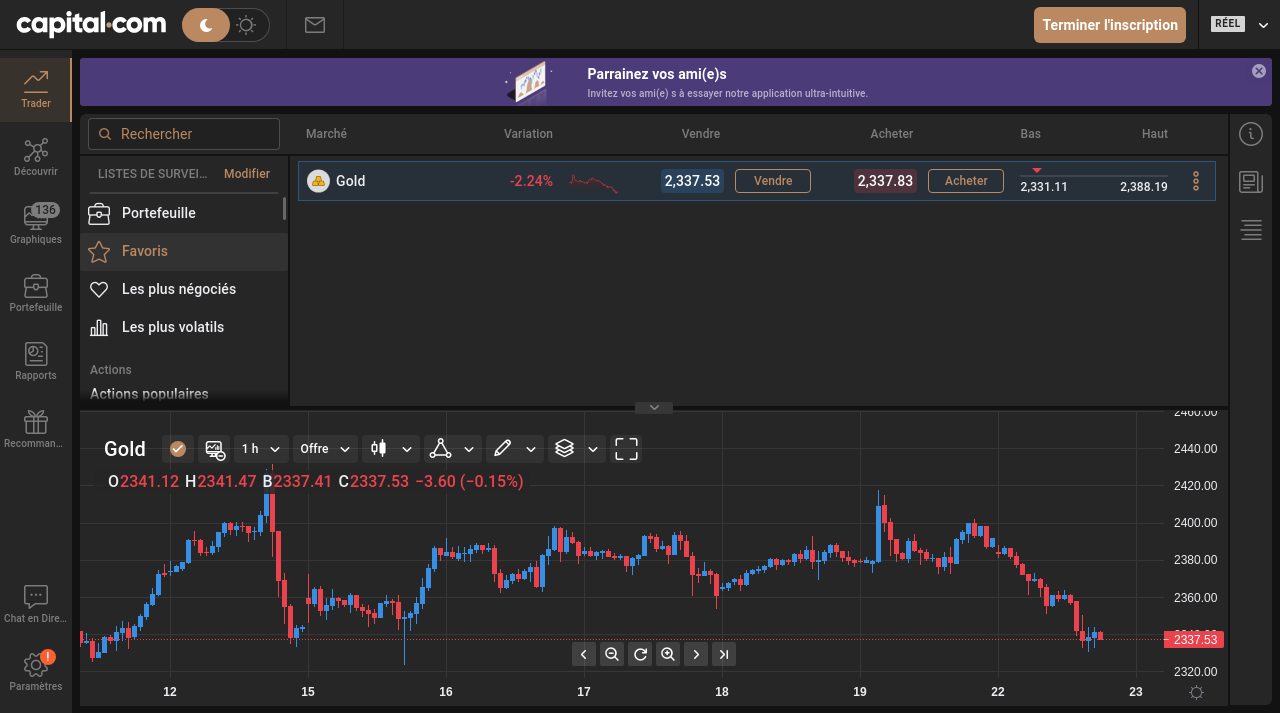 capital.com
Terminer l'inscription
RÉEL
Trader
Découvrir
136
Graphiques
Portefeuille
Rapports
Recomman...
Chat en Dire...
!
Paramètres
Parrainez vos ami(e)s
Invitez vos ami(e) s à essayer notre application ultra-intuitive.
Rechercher
Marché Variation Vendre Acheter Bas Haut
LISTES DE SURVEI... Modifier
Portefeuille
Favoris
Les plus négociés
Les plus volatils
Actions
Actions populaires
Gold -2.24% 2,337.53 Vendre 2,337.83 Acheter 2,331.11 2,388.19
Gold 1 h Offre
O2341.12 H2341.47 B2337.41 C2337.53 −3.60 (−0.15%)
2460.00
2440.00
2420.00
2400.00
2380.00
2360.00
2337.53
2320.00
12 15 16 17 18 19 22 23